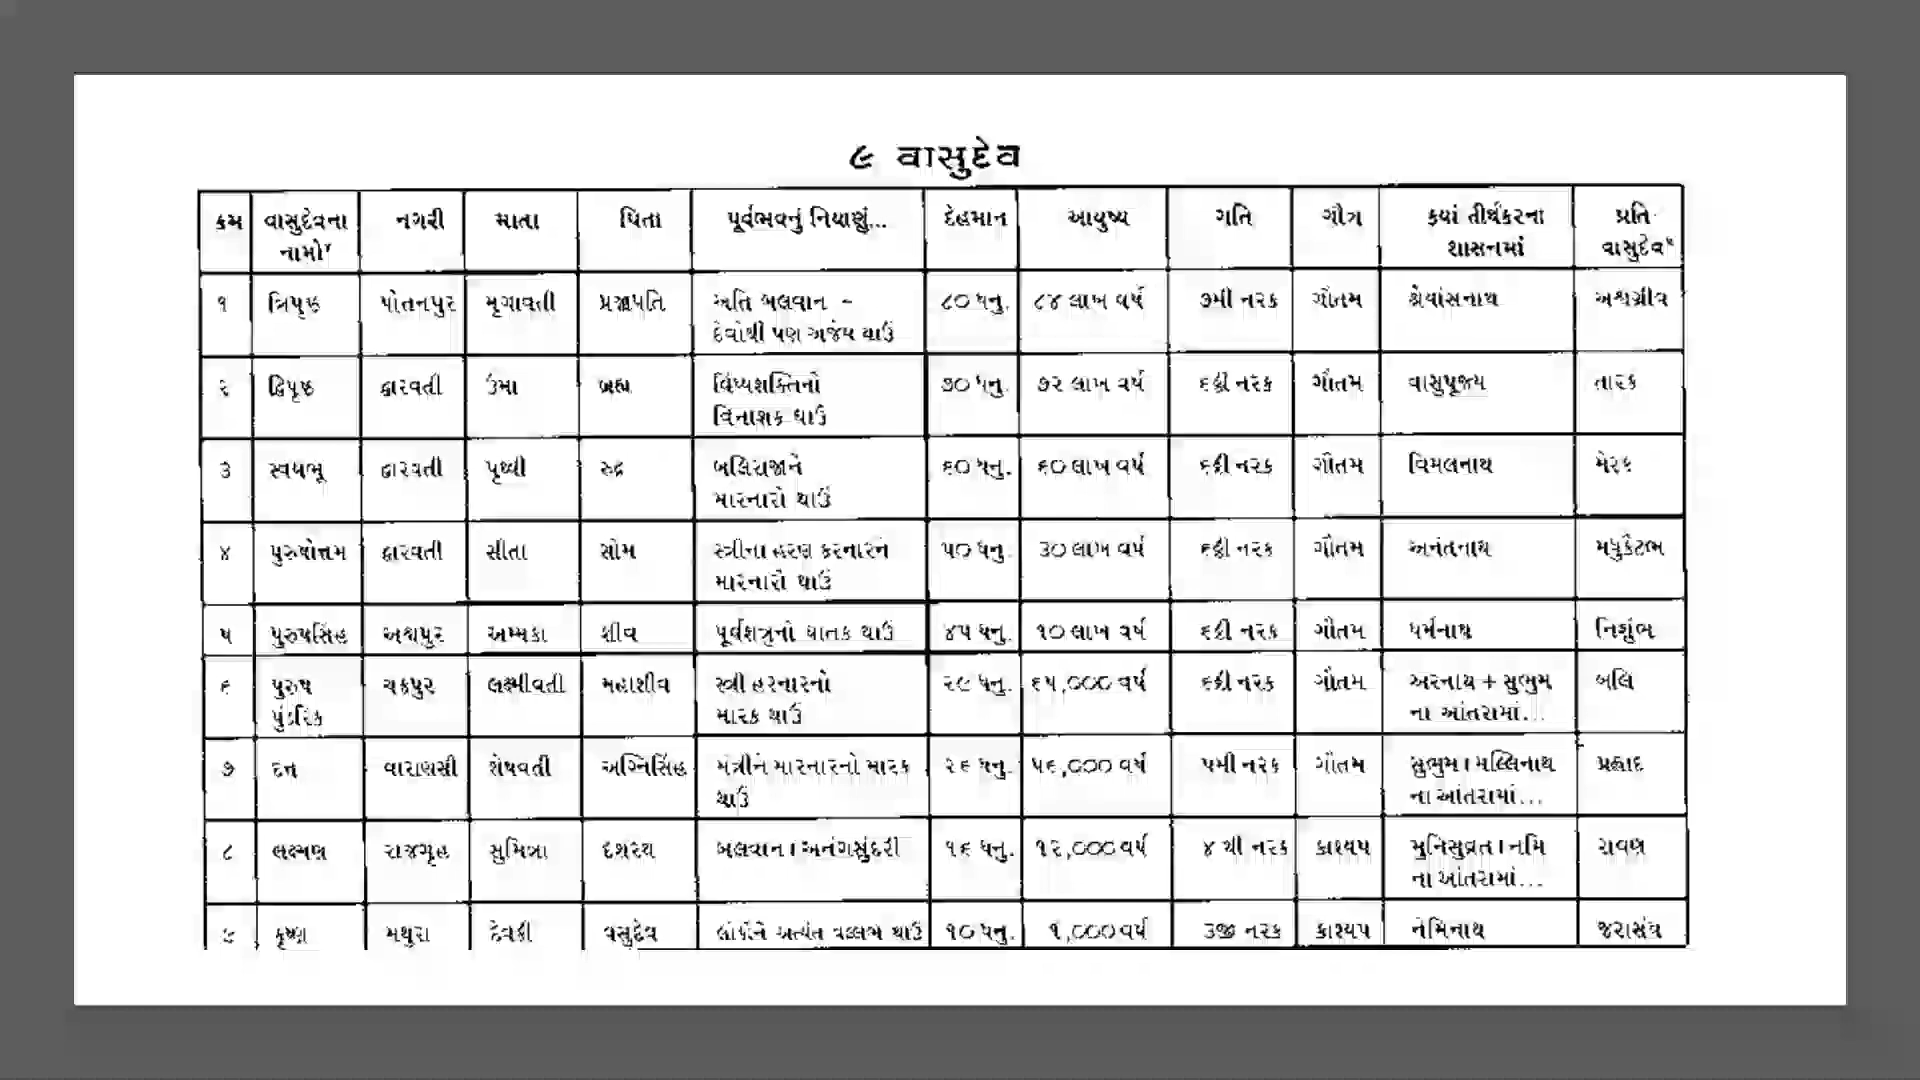 ૯ વાસુદેવ
ક્રમ વાસુદેવના નામો૪ નગરી માતા પિતા પૂર્વભવનું નિયાણું... દેહમાન આયુષ્ય ગતિ ગૌત્ર કયાં તીર્થંકરના શાસનમાં પ્રતિ વાસુદેવ૫
૧ ત્રિપૃષ્ઠ પોતનપુર મૃગાવતી પ્રજાપતિ અતિ બલવાન - દેવોથી પણ અજેય થાઉં ૮૦ ધનુ. ૮૪ લાખ વર્ષ ૭મી નરક ગૌતમ શ્રેયાંસનાથ અશ્વગ્રીવ
૨ દ્વિપૃષ્ઠ દ્વારવતી ઉમા બ્રહ્મ વિંધ્યશક્તિનો વિનાશક થાઉં ૭૦ ધનુ. ૭૨ લાખ વર્ષ ૬ઠ્ઠી નરક ગૌતમ વાસુપૂજ્ય તારક
૩ સ્વયંભૂ દ્વારવતી પૃથ્વી રુદ્ર બલિરાજાને મારનારો થાઉં ૬૦ ધનુ. ૬૦ લાખ વર્ષ ૬ઠ્ઠી નરક ગૌતમ વિમલનાથ મેરક
૪ પુરુષોત્તમ દ્વારવતી સીતા સોમ સ્ત્રીના હરણ કરનારને મારનારો થાઉં ૫૦ ધનુ. ૩૦ લાખ વર્ષ ૬ઠ્ઠી નરક ગૌતમ અનંતનાથ મધુકૈટભ
૫ પુરુષસિંહ અશ્વપુર અમ્મકા શીવ પૂર્વશત્રુનો ઘાતક થાઉં ૪૫ ધનુ. ૧૦ લાખ વર્ષ ૬ઠ્ઠી નરક ગૌતમ ધર્મનાથ નિશુંભ
૬ પુરુષ પુંડરિક ચક્રપુર લક્ષ્મીવતી મહાશીવ સ્ત્રી હરનારનો મારક થાઉં ૨૯ ધનુ. ૬૫,૦૦૦ વર્ષ ૬ઠ્ઠી નરક ગૌતમ અરનાથ + સુભુમ ના આંતરામાં... બલિ
૭ દત્ત વારાણસી શેષવતી અગ્નિસિંહ મંત્રીને મારનારનો મારક થાઉં ૨૬ ધનુ. ૫૬,૦૦૦ વર્ષ ૫મી નરક ગૌતમ સુભુમ । મલ્લિનાથ ના આંતરામાં... પ્રહ્લાદ
૮ લક્ષ્મણ રાજગૃહ સુમિત્રા દશરથ બલવાન । અનંગસુંદરી ૧૬ ધનુ. ૧૨,૦૦૦ વર્ષ ૪ થી નરક કાશ્યપ મુનિસુવ્રત । નમિ ના આંતરામાં... રાવણ
૯ કૃષ્ણ મથુરા દેવકી વસુદેવ લોકોને અત્યંત વલ્લભ થાઉં ૧૦ ધનુ. ૧,૦૦૦ વર્ષ ૩જી નરક કાશ્યપ નેમિનાથ જરાસંઘ